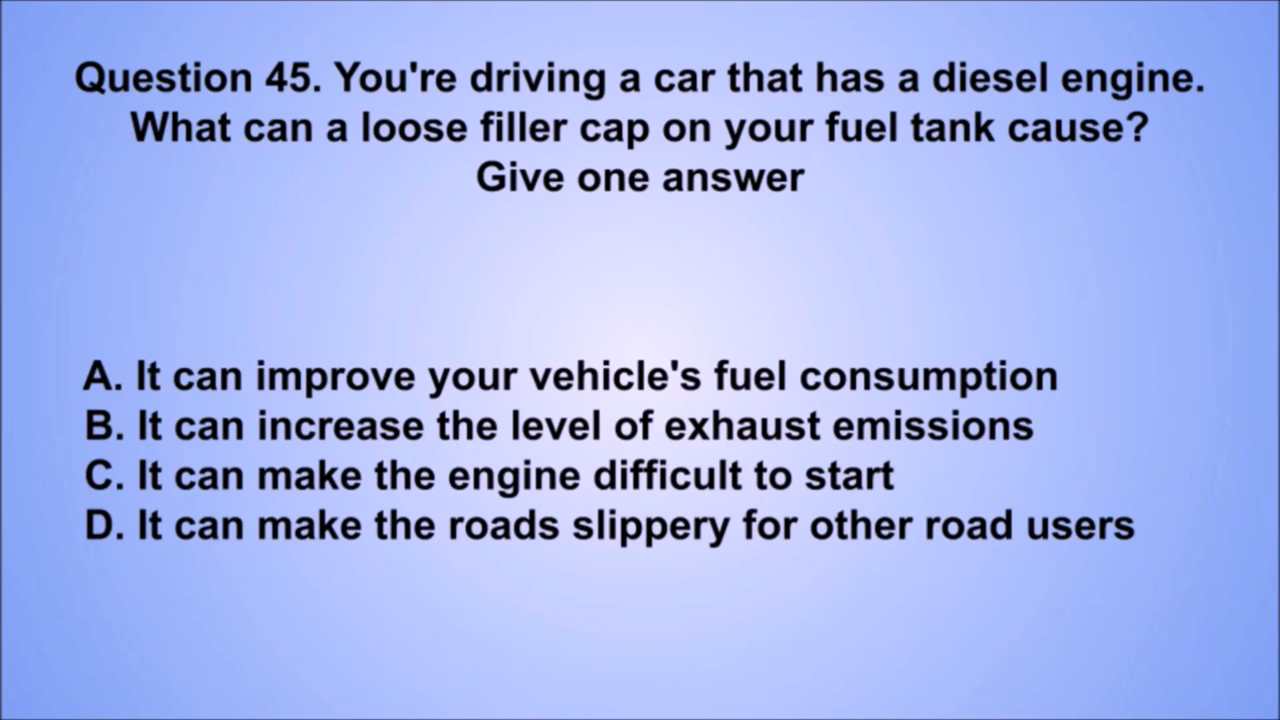 Question 45. You're driving a car that has a diesel engine.
What can a loose filler cap on your fuel tank cause?
Give one answer
A. It can improve your vehicle's fuel consumption
B. It can increase the level of exhaust emissions
C. It can make the engine difficult to start
D. It can make the roads slippery for other road users